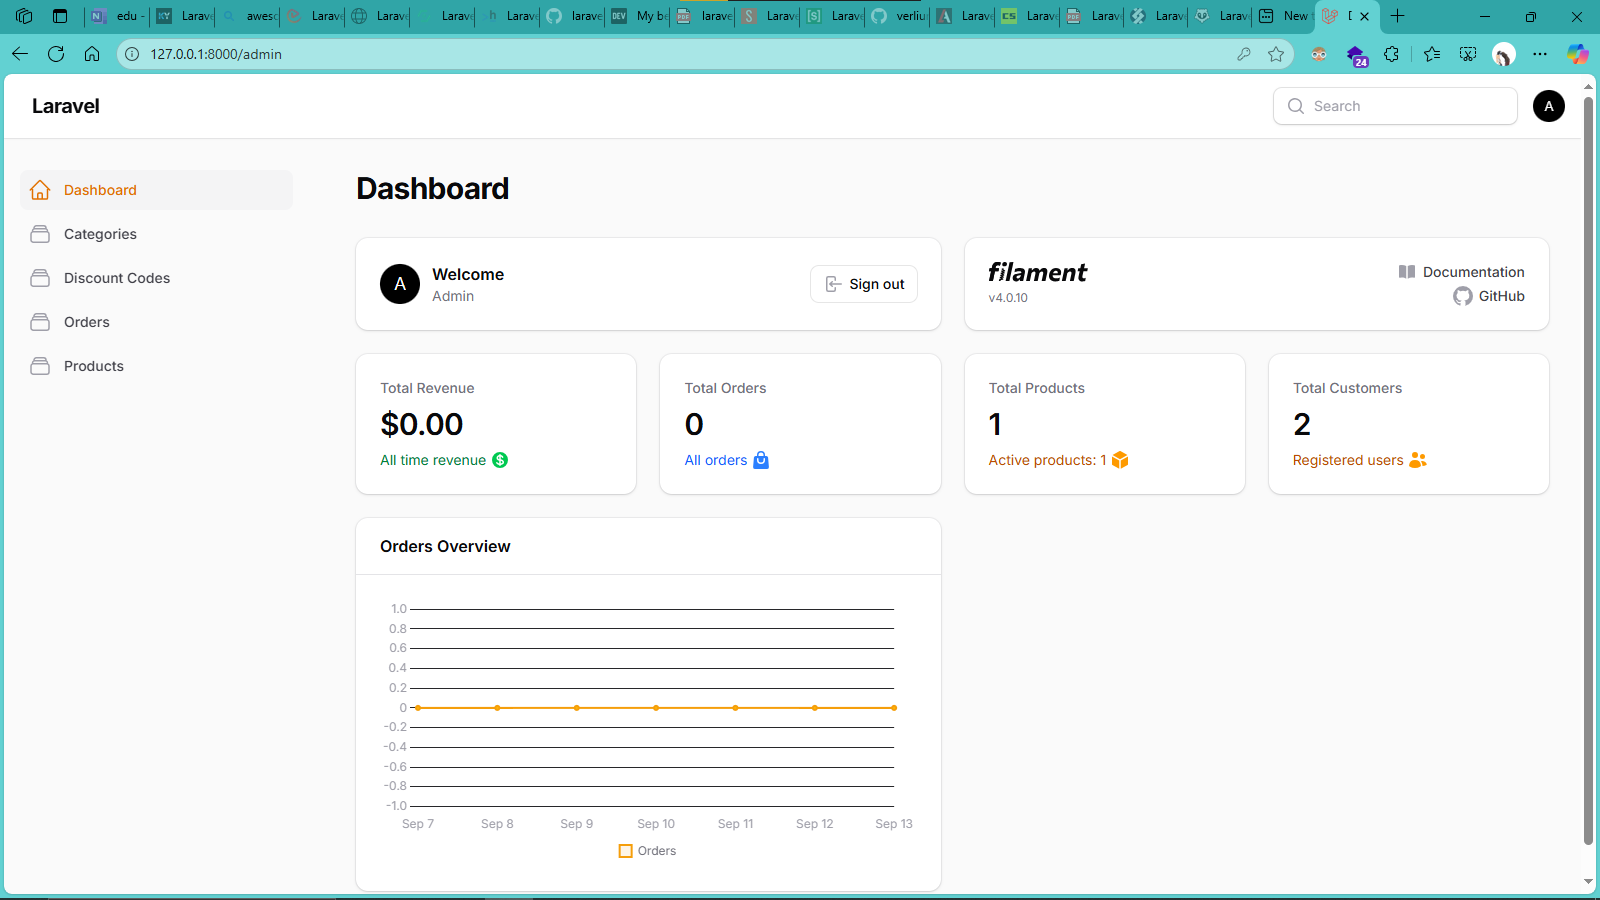 edu -
Larave
awesc
Larav
Larav
Larav
Larav
larave
My b
larave
Larav
Larav
verliu
Larav
Larav
Larav
Larav
Larav
New
127.0.0.1:8000/admin
24
Laravel
Search
A
Dashboard
Categories
Discount Codes
Orders
Products
Dashboard
A
Welcome
Admin
Sign out
filament
v4.0.10
Documentation
GitHub
Total Revenue
$0.00
All time revenue
Total Orders
0
All orders
Total Products
1
Active products: 1
Total Customers
2
Registered users
Orders Overview
1.0
0.8
0.6
0.4
0.2
0
-0.2
-0.4
-0.6
-0.8
-1.0
Sep 7 Sep 8 Sep 9 Sep 10 Sep 11 Sep 12 Sep 13
Orders